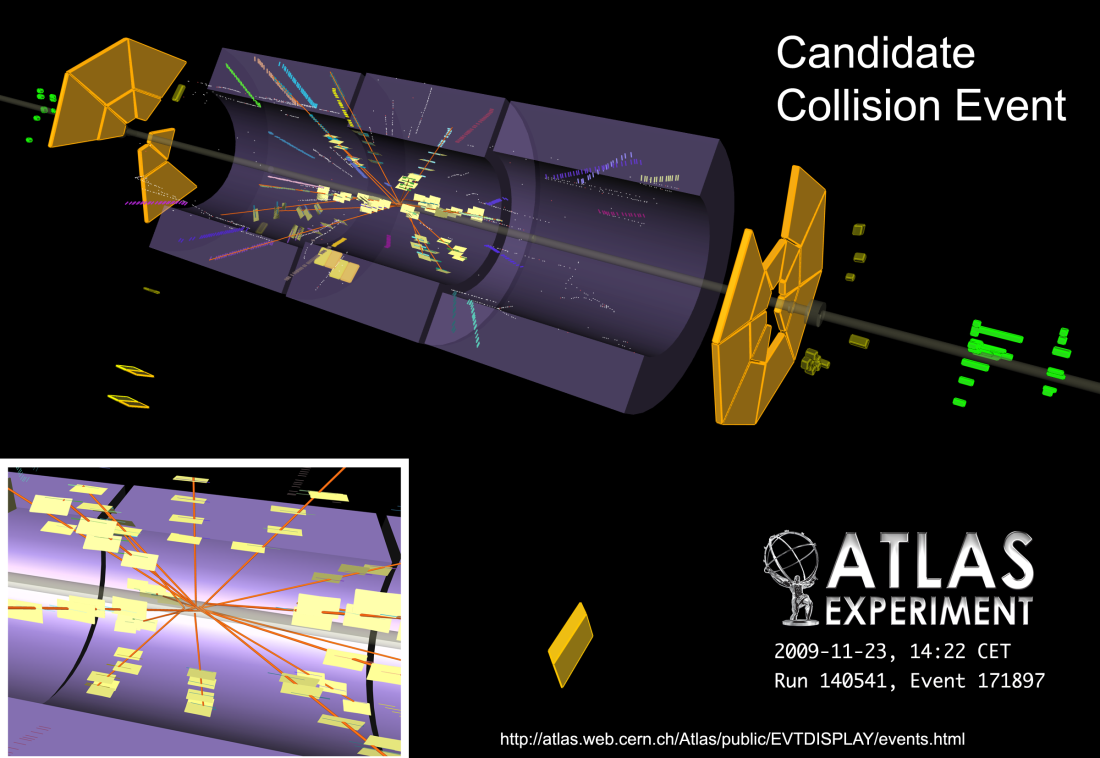 Candidate
Collision Event
ATLAS
EXPERIMENT
2009-11-23, 14:22 CET
Run 140541, Event 171897
http://atlas.web.cern.ch/Atlas/public/EVTDISPLAY/events.html